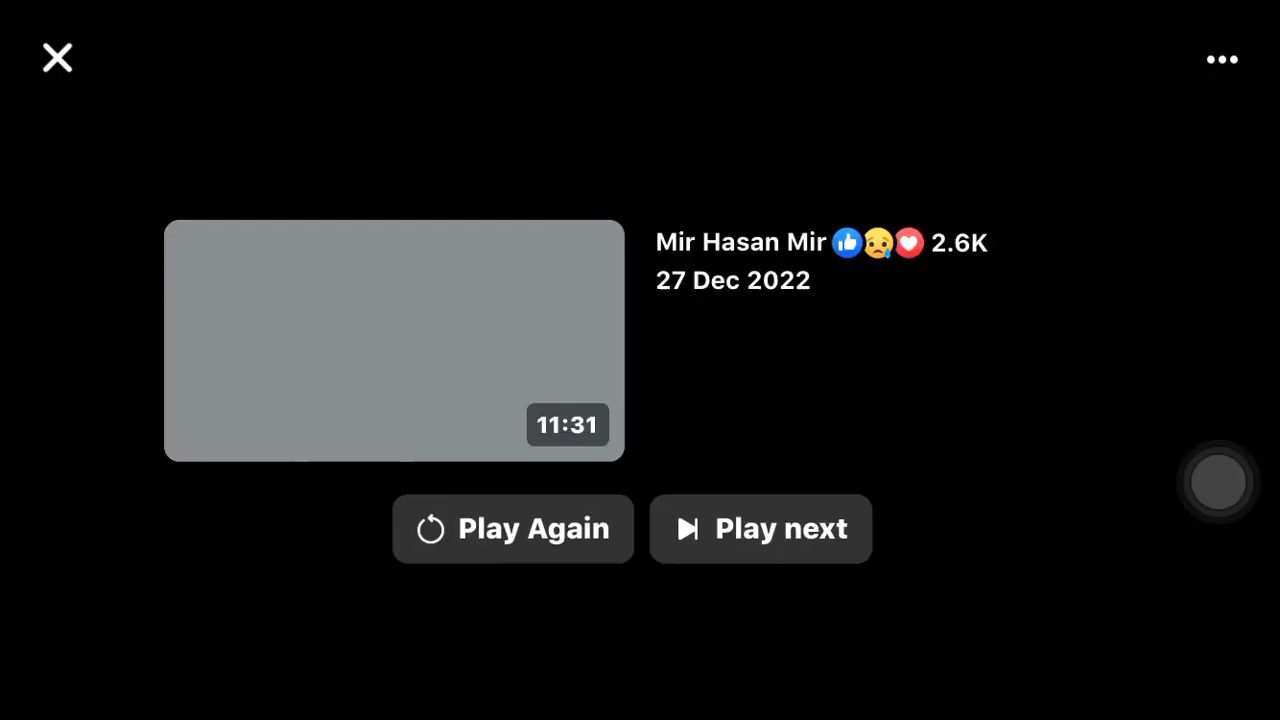 Mir Hasan Mir 👍😢❤️ 2.6K
27 Dec 2022
11:31
Play Again
Play next